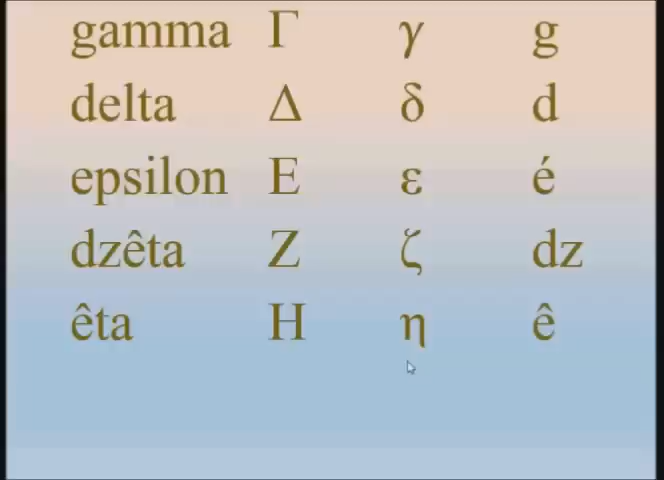 gamma Γ γ g
delta Δ δ d
epsilon Ε ε é
dzêta Ζ ζ dz
êta Η η ê